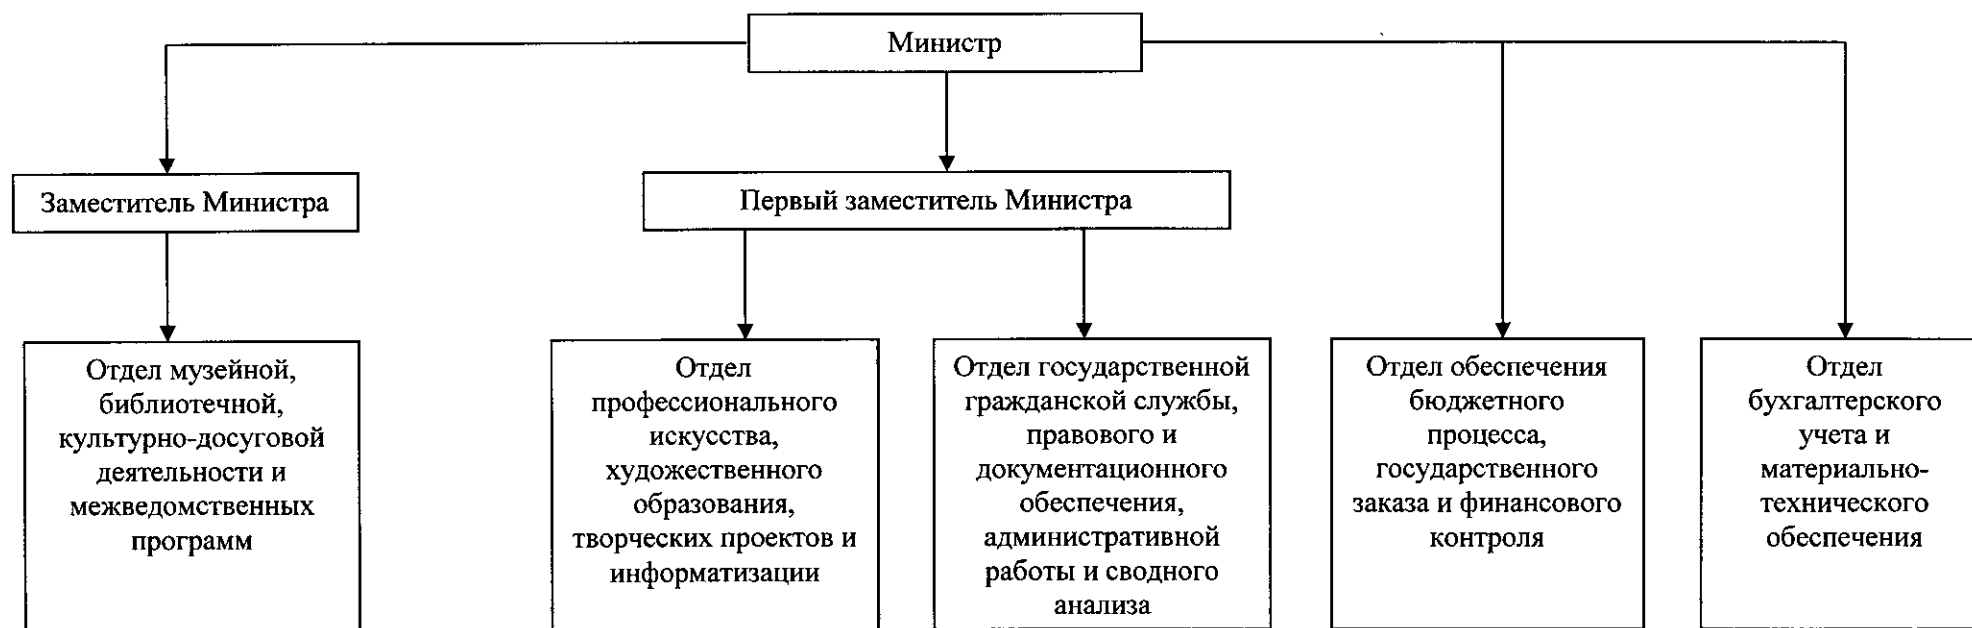 Министр
Заместитель Министра
Первый заместитель Министра
Отдел музейной,
библиотечной,
культурно-досуговой
деятельности и
межведомственных
программ
Отдел
профессионального
искусства,
художественного
образования,
творческих проектов и
информатизации
Отдел государственной
гражданской службы,
правового и
документационного
обеспечения,
административной
работы и сводного
анализа
Отдел обеспечения
бюджетного
процесса,
государственного
заказа и финансового
контроля
Отдел
бухгалтерского
учета и
материально-
технического
обеспечения